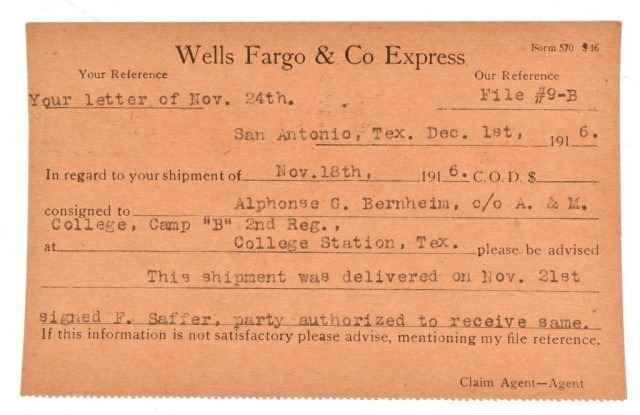 Wells Fargo & Co Express
Form 570 9-16
Your Reference
Our Reference
Your letter of Nov. 24th.
File #9-B
San Antonio, Tex. Dec. 1st, 1916.
In regard to your shipment of Nov.18th, 1916. C.O.D. $
consigned to Alphonse G. Bernheim, c/o A. & M.
College, Camp "B" 2nd Reg.,
at College Station, Tex. please be advised
This shipment was delivered on Nov. 21st
signed F. Saffer, party authorized to receive same.
If this information is not satisfactory please advise, mentioning my file reference.
Claim Agent—Agent